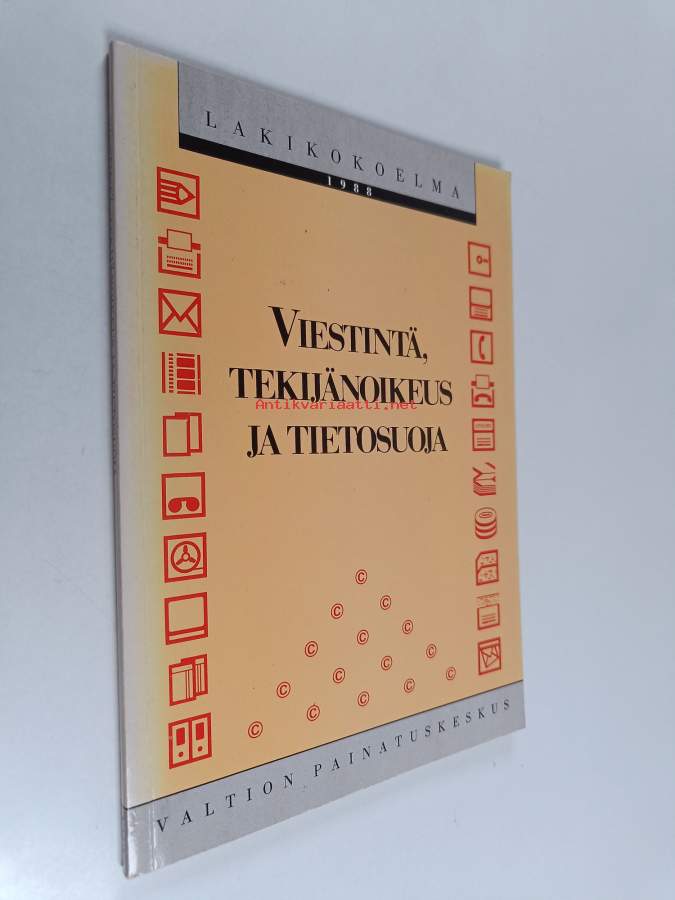 LAKIKOKOELMA
1988
VIESTINTÄ,
TEKIJÄNOIKEUS
Antikvariaatti.net
JA TIETOSUOJA
©
© ©
© © ©
© © © ©
© © © © ©
VALTION PAINATUSKESKUS